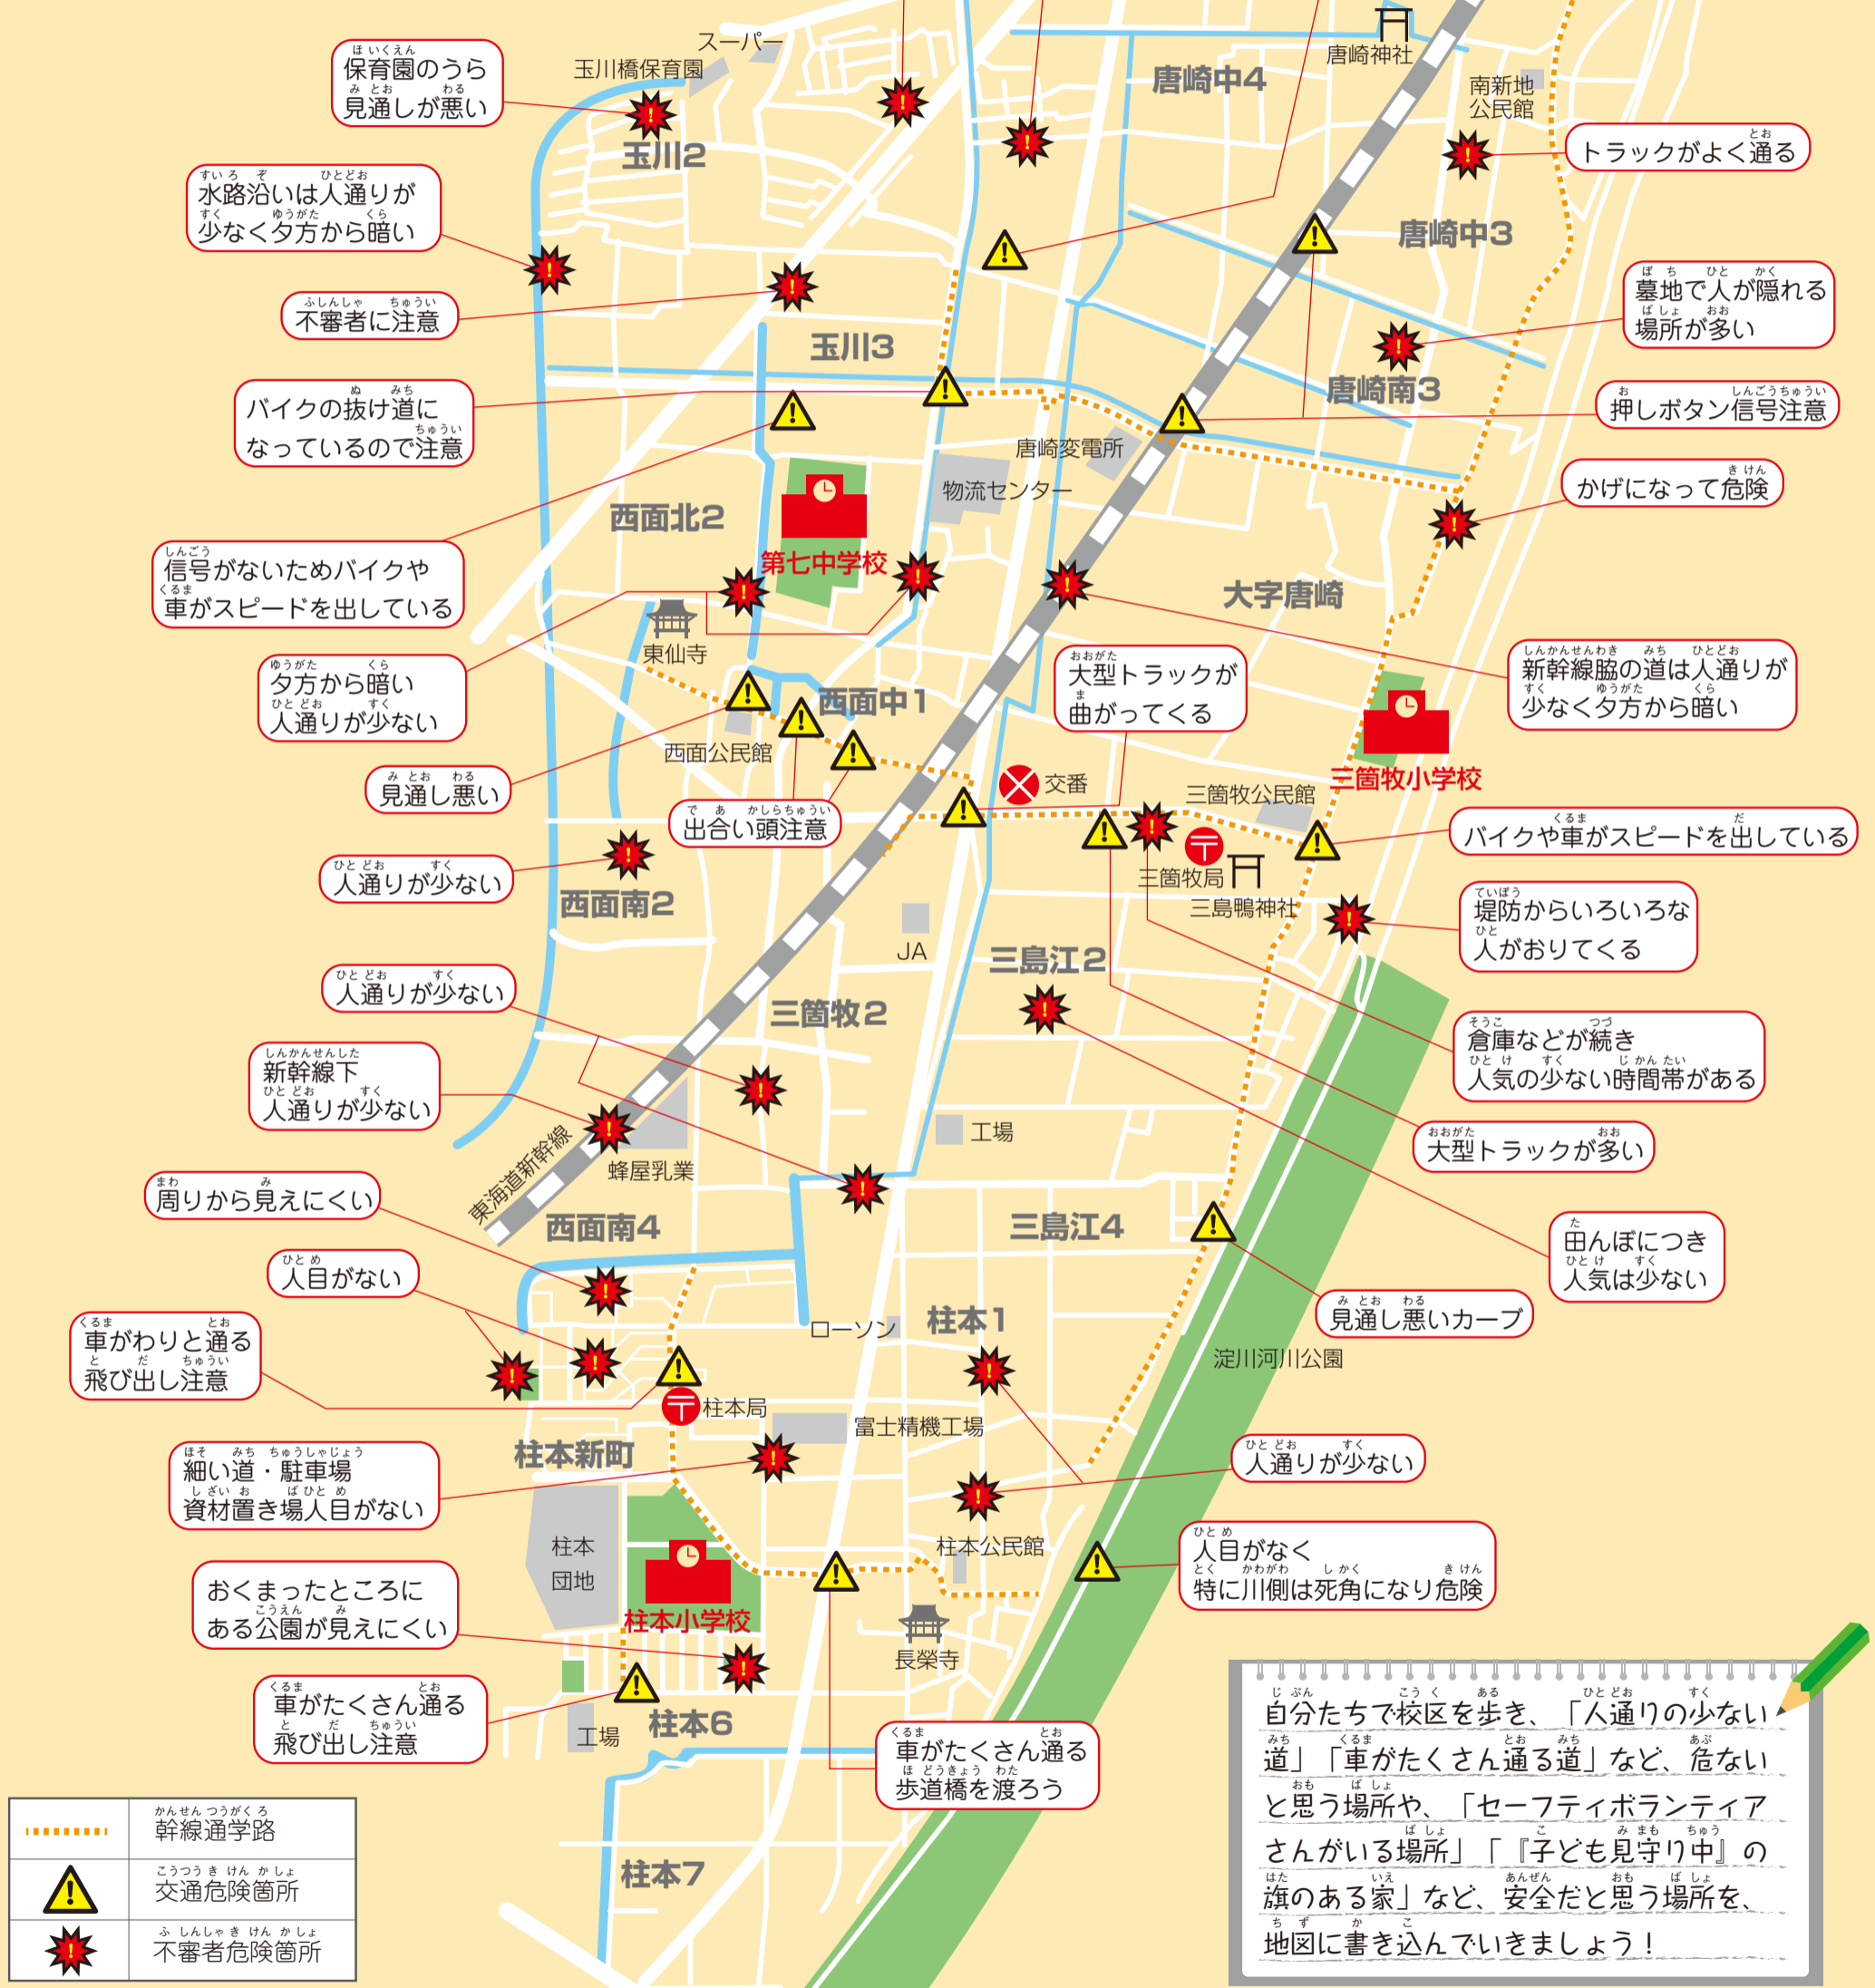 スーパー
玉川橋保育園
保育園のうら
見通しが悪い
唐崎神社
唐崎中4
南新地
公民館
玉川2
トラックがよく通る
水路沿いは人通りが
少なく夕方から暗い
唐崎中3
不審者に注意
墓地で人が隠れる
場所が多い
玉川3
唐崎南3
バイクの抜け道に
なっているので注意
押しボタン信号注意
唐崎変電所
物流センター
かげになって危険
西面北2
第七中学校
信号がないためバイクや
車がスピードを出している
大字唐崎
東仙寺
夕方から暗い
人通りが少ない
大型トラックが
曲がってくる
新幹線脇の道は人通りが
少なく夕方から暗い
西面中1
西面公民館
見通し悪い
出合い頭注意
交番
三箇牧公民館
三箇牧小学校
バイクや車がスピードを出している
人通りが少ない
西面南2
三箇牧局
三島鴨神社
堤防からいろいろな
人がおりてくる
JA
三島江2
人通りが少ない
三箇牧2
倉庫などが続き
人気の少ない時間帯がある
新幹線下
人通りが少ない
工場
大型トラックが多い
東海道新幹線
蜂屋乳業
周りから見えにくい
西面南4
三島江4
田んぼにつき
人気は少ない
人目がない
見通し悪いカーブ
車がわりと通る
飛び出し注意
ローソン
柱本1
淀川河川公園
柱本局
富士精機工場
柱本新町
細い道・駐車場
資材置き場人目がない
人通りが少ない
柱本
団地
柱本公民館
人目がなく
特に川側は死角になり危険
おくまったところに
ある公園が見えにくい
柱本小学校
長榮寺
車がたくさん通る
飛び出し注意
工場
柱本6
車がたくさん通る
歩道橋を渡ろう
柱本7
幹線通学路
交通危険箇所
不審者危険箇所
自分たちで校区を歩き、「人通りの少ない
道」「車がたくさん通る道」など、危ない
と思う場所や、「セーフティボランティア
さんがいる場所」「『子ども見守り中』の
旗のある家」など、安全だと思う場所を、
地図に書き込んでいきましょう！